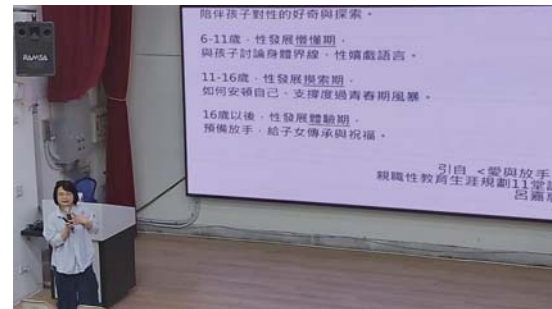 RAMSA
陪伴孩子對性的好奇與探索。
6-11歲，性發展懵懂期，
與孩子討論身體界線、性嬉戲語言。
11-16歲，性發展摸索期，
如何安頓自己、支撐度過青春期風暴。
16歲以後，性發展體驗期，
預備放手，給子女傳承與祝福。
引自 <愛與放手
親職性教育生涯規劃11堂
呂嘉